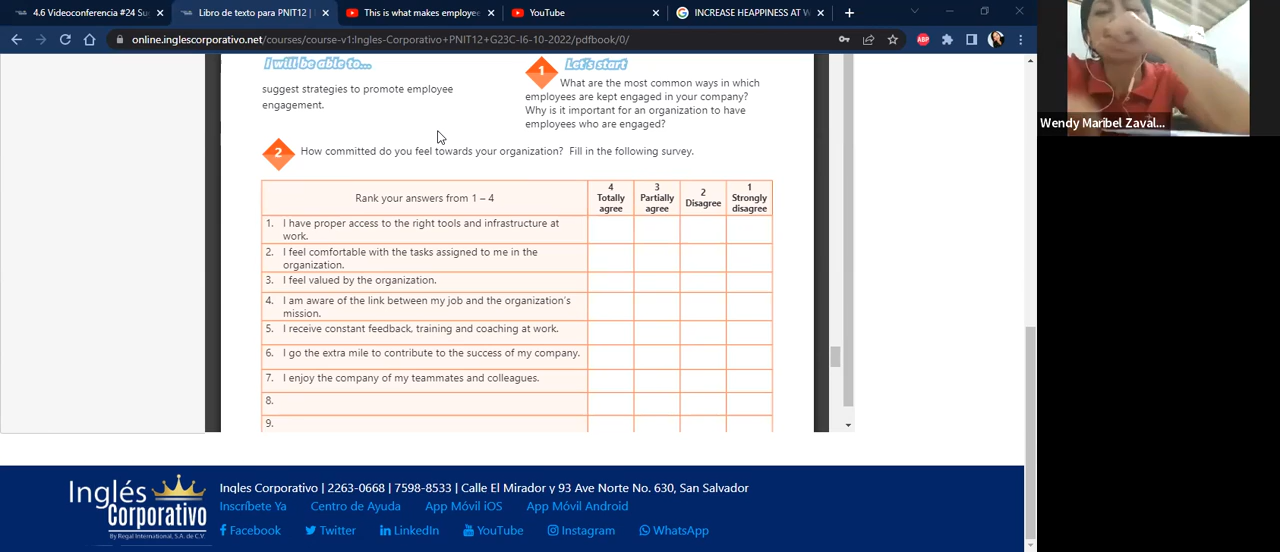 4.6 Videoconferencia #24 Su
Libro de texto para PNIT12 |
This is what makes employee
YouTube
INCREASE HEAPPINESS AT W
online.inglescorporativo.net/courses/course-v1:Ingles-Corporativo+PNIT12+G23C-I6-10-2022/pdfbook/0/
ABP
I will be able to...
suggest strategies to promote employee
engagement.
1 Let's start
What are the most common ways in which
employees are kept engaged in your company?
Why is it important for an organization to have
employees who are engaged?
Wendy Maribel Zaval...
2 How committed do you feel towards your organization? Fill in the following survey.
Rank your answers from 1 – 4
4 Totally agree
3 Partially agree
2 Disagree
1 Strongly disagree
1. I have proper access to the right tools and infrastructure at
work.
2. I feel comfortable with the tasks assigned to me in the
organization.
3. I feel valued by the organization.
4. I am aware of the link between my job and the organization's
mission.
5. I receive constant feedback, training and coaching at work.
6. I go the extra mile to contribute to the success of my company.
7. I enjoy the company of my teammates and colleagues.
8.
9.
Inglés
Corporativo
By Regal International, S.A. de C.V.
Inglés Corporativo | 2263-0668 | 7598-8533 | Calle El Mirador y 93 Ave Norte No. 630, San Salvador
Inscríbete Ya Centro de Ayuda App Móvil iOS App Móvil Android
Facebook Twitter LinkedIn YouTube Instagram WhatsApp